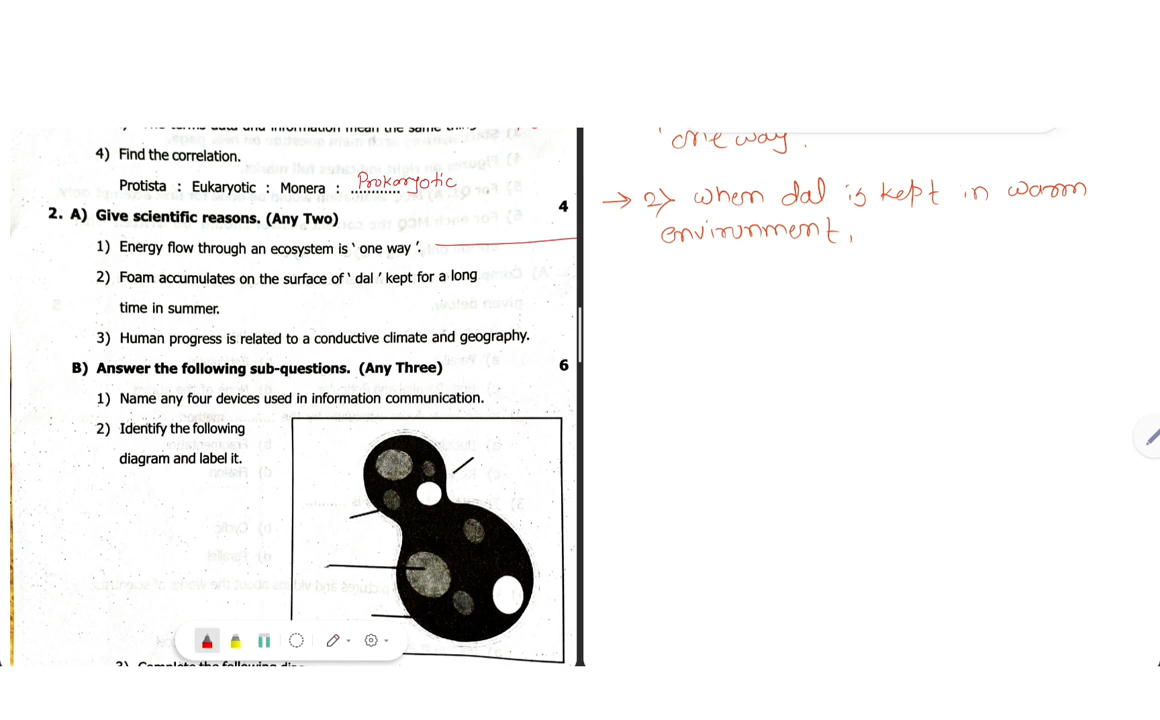 4) Find the correlation.
Protista : Eukaryotic : Monera : ............ Prokaryotic
2. A) Give scientific reasons. (Any Two) 4
1) Energy flow through an ecosystem is ' one way '.
2) Foam accumulates on the surface of ' dal ' kept for a long
time in summer.
3) Human progress is related to a conductive climate and geography.
B) Answer the following sub-questions. (Any Three) 6
1) Name any four devices used in information communication.
2) Identify the following
diagram and label it.
one way.
→ 2) when dal is kept in warm
environment,